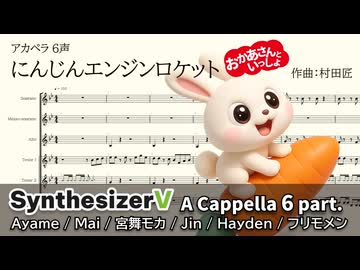 アカペラ 6声
にんじんエンジンロケット
おかあさんと
いっしょ
作曲:村田匠
Soprano
Mezzo-soprano
Alto
Tenor 1
Tenor 2
SynthesizerV A Cappella 6 part.
Ayame / Mai / 宮舞モカ / Jin / Hayden / フリモメン